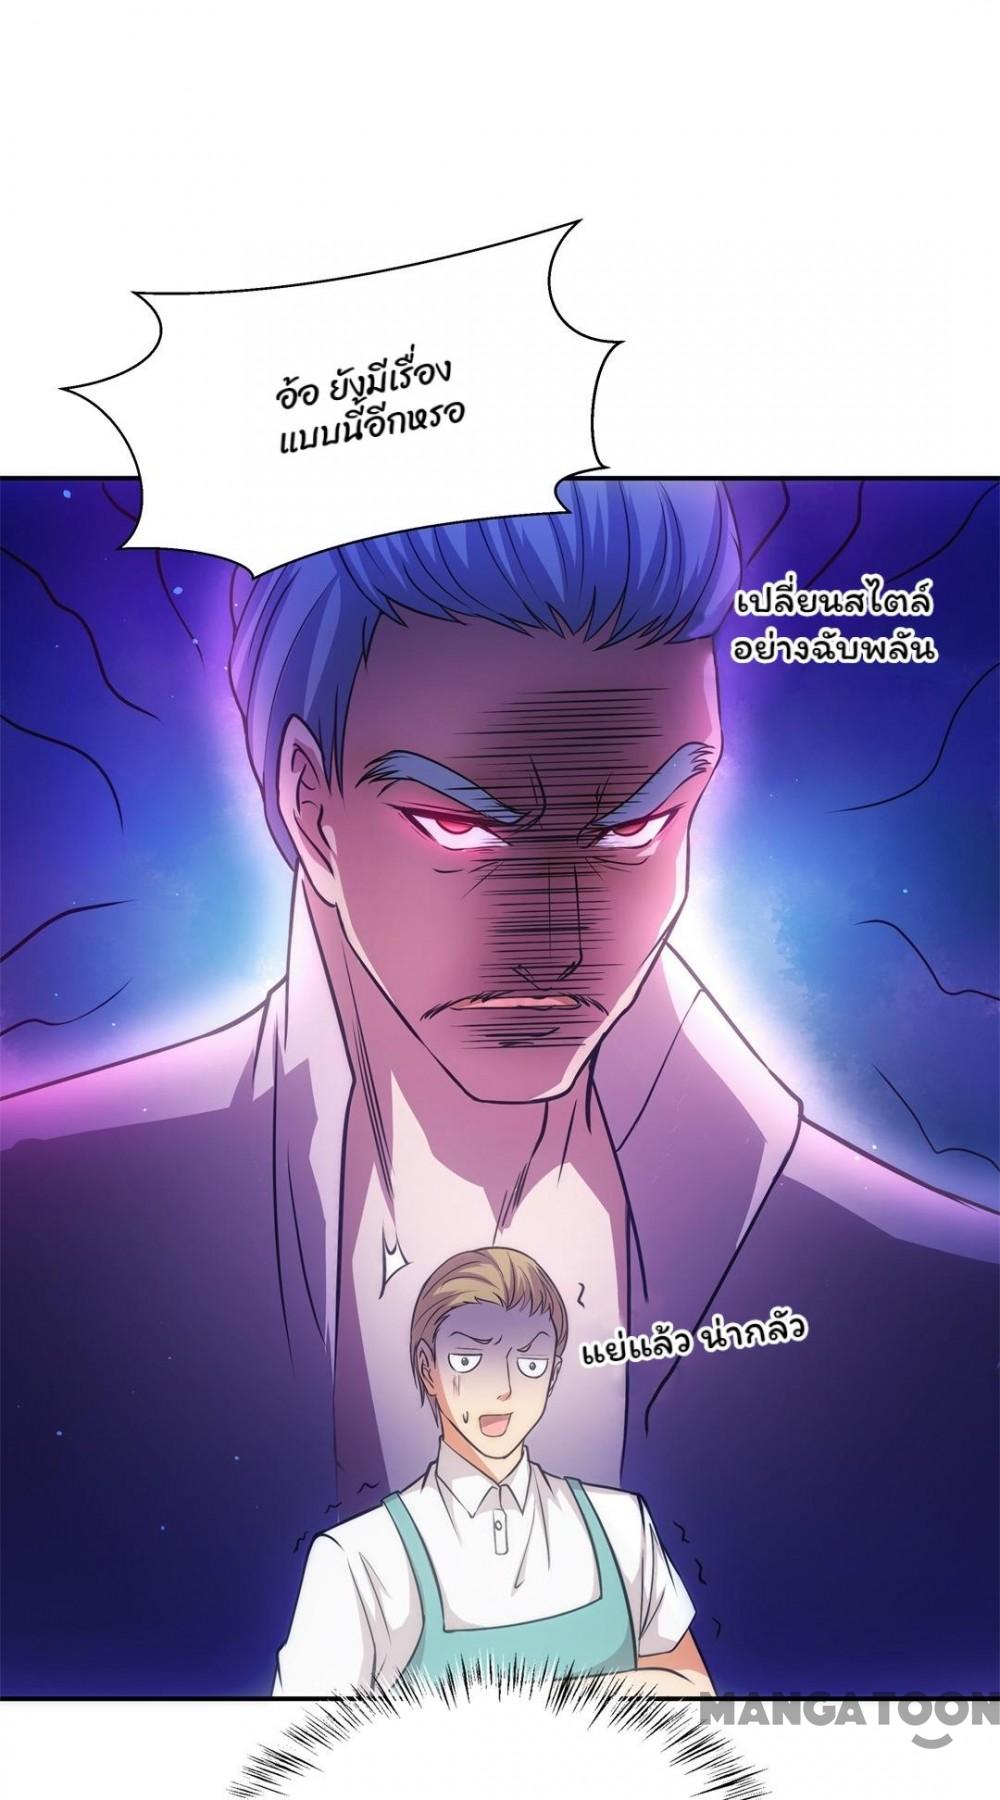 อ้อ ยังมีเรื่อง
แบบนี้อีกหรอ
เปลี่ยนสไตล์
อย่างฉับพลัน
แย่แล้ว น่ากลัว
MANGATOON